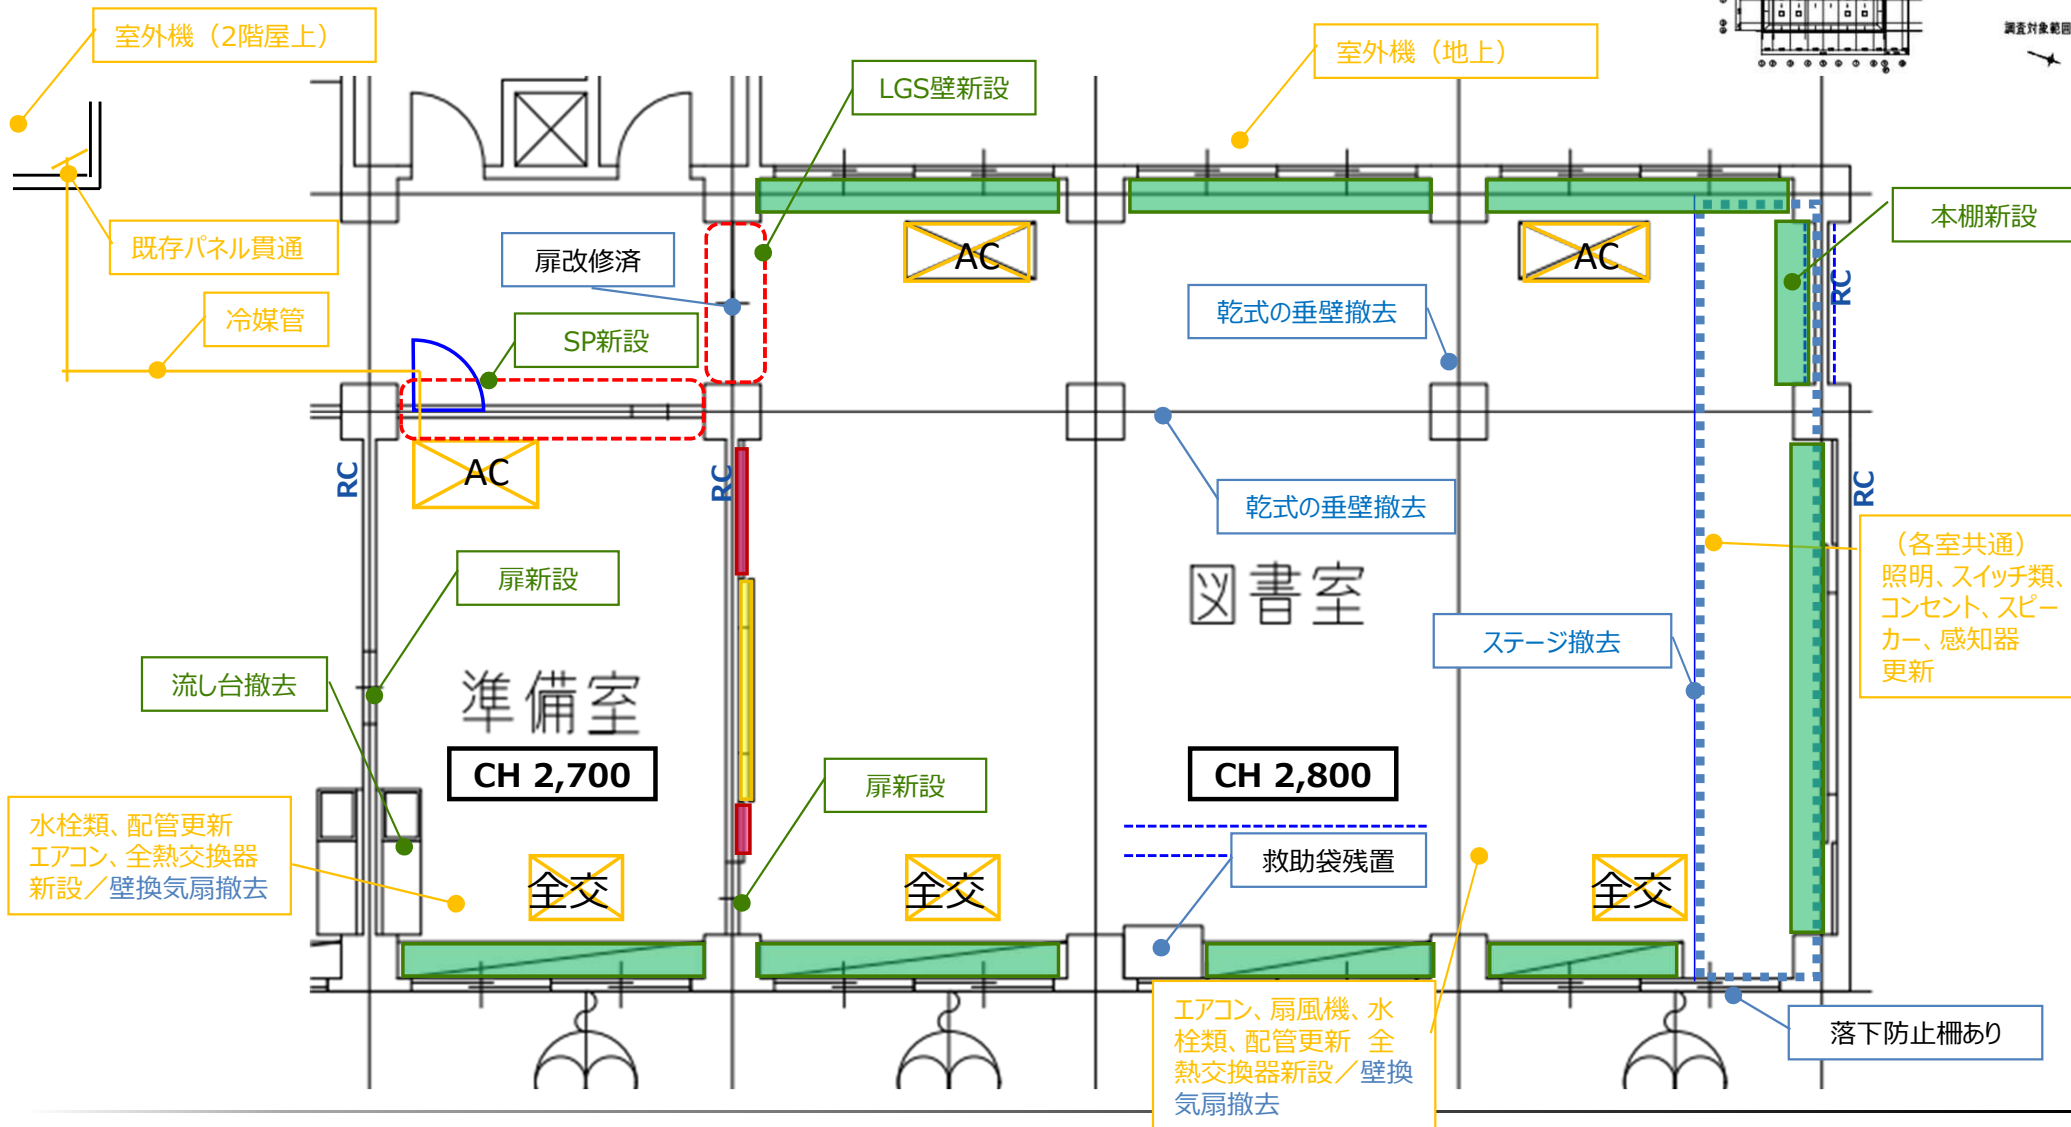 室外機（2階屋上）
室外機（地上）
調査対象範囲
LGS壁新設
既存パネル貫通
扉改修済
本棚新設
AC
AC
RC
冷媒管
SP新設
乾式の垂壁撤去
AC
RC
RC
乾式の垂壁撤去
RC
扉新設
（各室共通）
照明、スイッチ類、
コンセント、スピー
カー、感知器
更新
図書室
ステージ撤去
流し台撤去
準備室
CH 2,700
扉新設
CH 2,800
水栓類、配管更新
エアコン、全熱交換器
新設／壁換気扇撤去
救助袋残置
全交
全交
全交
エアコン、扇風機、水
栓類、配管更新 全
熱交換器新設／壁換
気扇撤去
落下防止柵あり